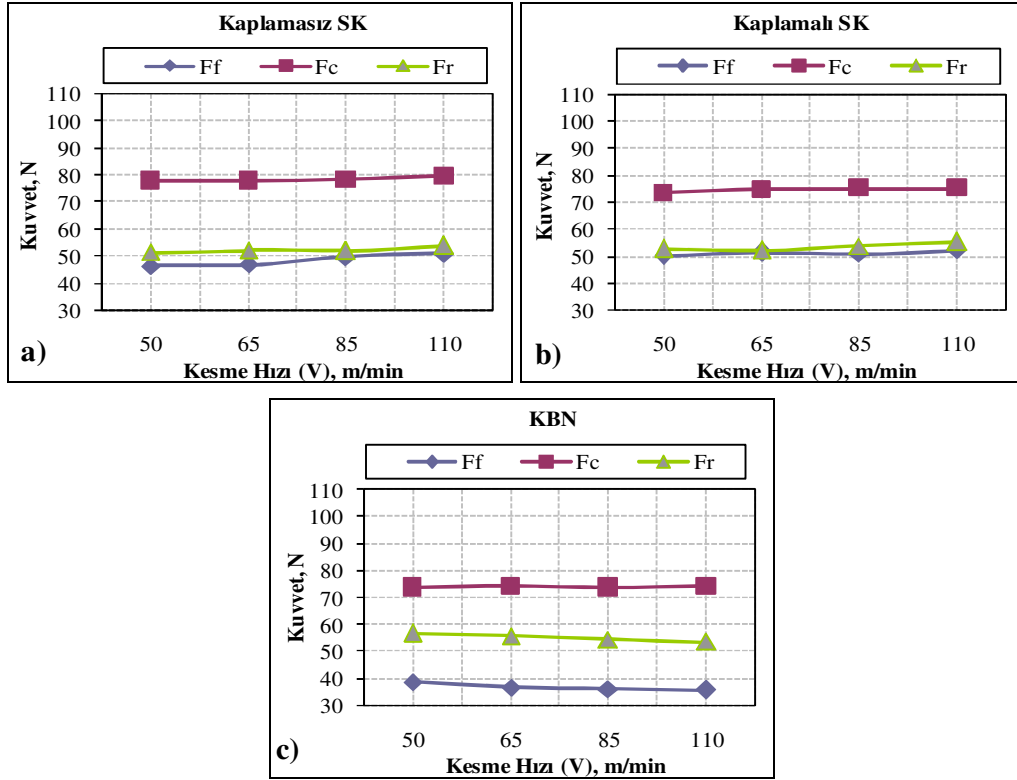 Kaplamasız SK
Ff Fc Fr
110
100
90
80
70
60
50
40
30
Kuvvet, N
50 65 85 110
Kesme Hızı (V), m/min
a)
Kaplamalı SK
Ff Fc Fr
110
100
90
80
70
60
50
40
30
Kuvvet, N
50 65 85 110
Kesme Hızı (V), m/min
b)
KBN
Ff Fc Fr
110
100
90
80
70
60
50
40
30
Kuvvet, N
50 65 85 110
Kesme Hızı (V), m/min
c)